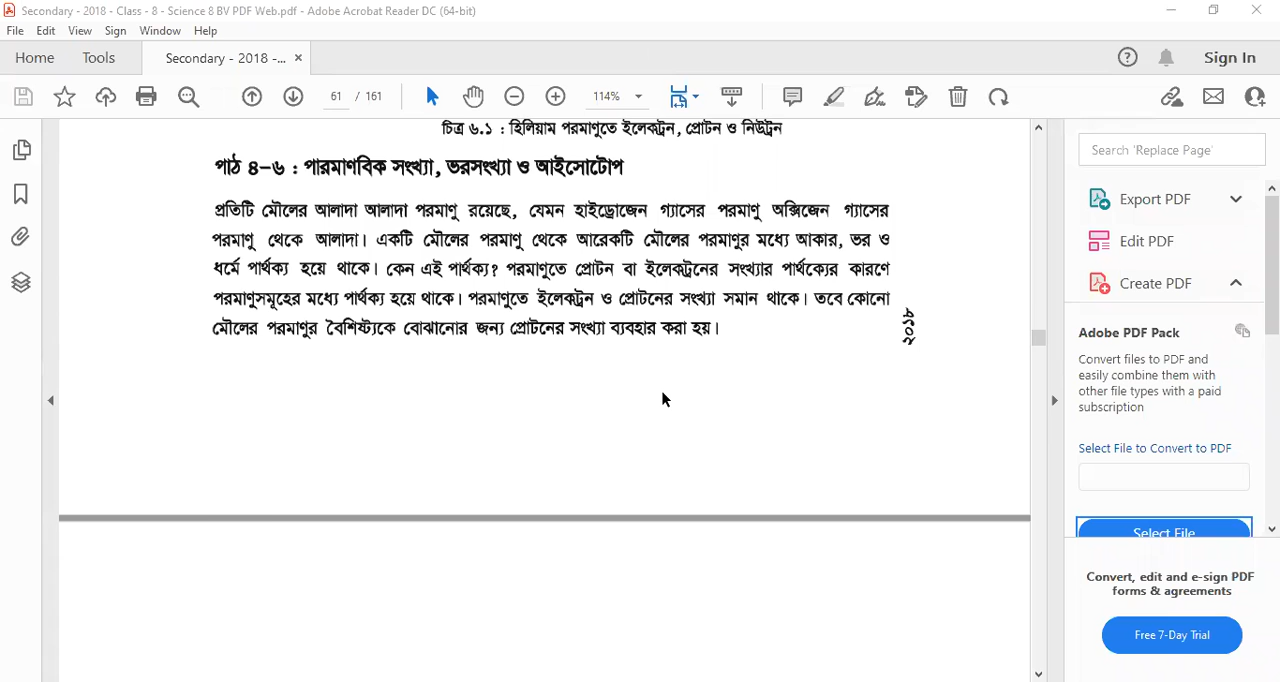 Secondary - 2018 - Class - 8 - Science 8 BV PDF Web.pdf - Adobe Acrobat Reader DC (64-bit)
File Edit View Sign Window Help
Home Tools Secondary - 2018 -... × Sign In
61 / 161 114%
চিত্র ৬.১ : হিলিয়াম পরমাণুতে ইলেকট্রন, প্রোটন ও নিউট্রন
পাঠ ৪-৬ : পারমাণবিক সংখ্যা, ভরসংখ্যা ও আইসোটোপ
প্রতিটি মৌলের আলাদা আলাদা পরমাণু রয়েছে, যেমন হাইড্রোজেন গ্যাসের পরমাণু অক্সিজেন গ্যাসের
পরমাণু থেকে আলাদা। একটি মৌলের পরমাণু থেকে আরেকটি মৌলের পরমাণুর মধ্যে আকার, ভর ও
ধর্মে পার্থক্য হয়ে থাকে। কেন এই পার্থক্য? পরমাণুতে প্রোটন বা ইলেকট্রনের সংখ্যার পার্থক্যের কারণে
পরমাণুসমূহের মধ্যে পার্থক্য হয়ে থাকে। পরমাণুতে ইলেকট্রন ও প্রোটনের সংখ্যা সমান থাকে। তবে কোনো
মৌলের পরমাণুর বৈশিষ্ট্যকে বোঝানোর জন্য প্রোটনের সংখ্যা ব্যবহার করা হয়।
২০১৮
Search 'Replace Page'
Export PDF
Edit PDF
Create PDF
Adobe PDF Pack
Convert files to PDF and
easily combine them with
other file types with a paid
subscription
Select File to Convert to PDF
Select File
Convert, edit and e-sign PDF
forms & agreements
Free 7-Day Trial